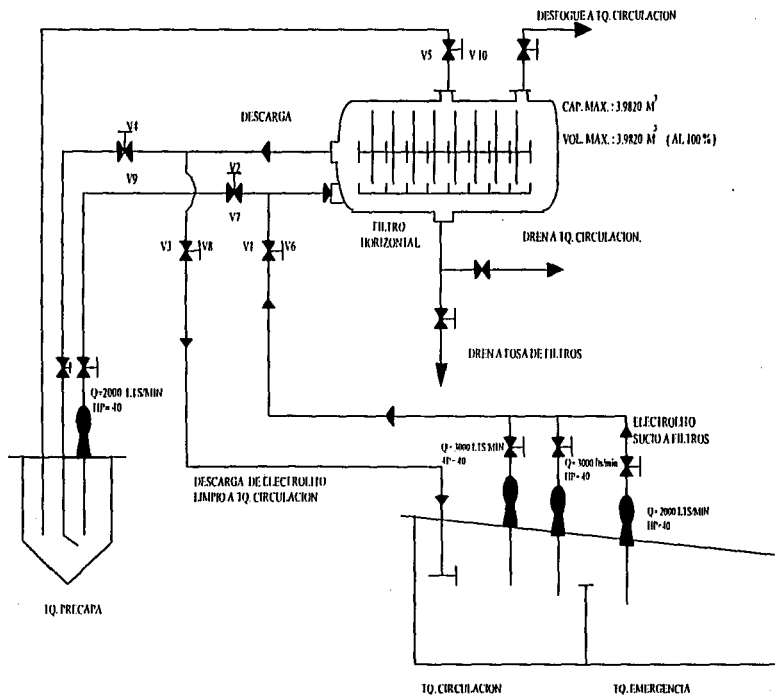 DESFOGUE A TQ. CIRCULACION
V5
V10
CAP. MAX. : 3.9820 M³
V4
DESCARGA
VOL. MAX. : 3.9820 M³ ( AL 100% )
V9
V2
V7
FILTRO
HORIZONTAL
V3
V8
V1
V6
DREN A TQ. CIRCULACION.
DREN A FOSA DE FILTROS
Q=2000 LTS/MIN
HP= 40
ELECTROLITO
SUCIO A FILTROS
Q= 3000 LTS/MIN
HP=40
Q= 3000 lts/min
HP=40
DESCARGA DE ELECTROLITO
LIMPIO A TQ. CIRCULACION
Q= 2000 LTS/MIN
HP=40
TQ. PRECAPA
TQ. CIRCULACION
TQ. EMERGENCIA